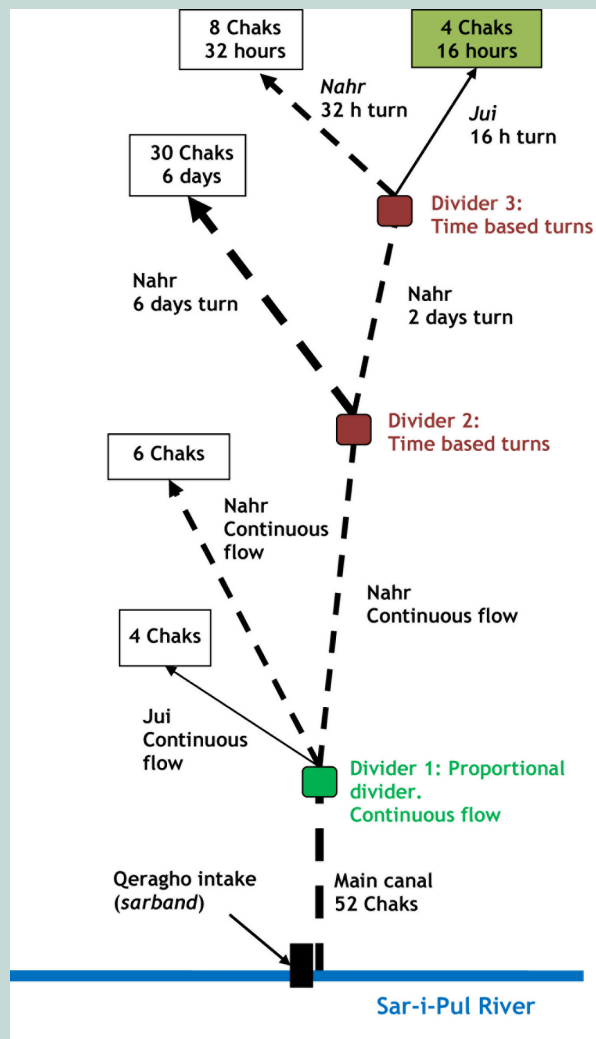 8 Chaks
32 hours
4 Chaks
16 hours
Nahr
32 h turn
Jui
16 h turn
30 Chaks
6 days
Divider 3:
Time based turns
Nahr
6 days turn
Nahr
2 days turn
Divider 2:
Time based turns
6 Chaks
Nahr
Continuous
flow
Nahr
Continuous flow
4 Chaks
Jui
Continuous
flow
Divider 1: Proportional
divider.
Continuous flow
Qeragho intake
(sarband)
Main canal
52 Chaks
Sar-i-Pul River